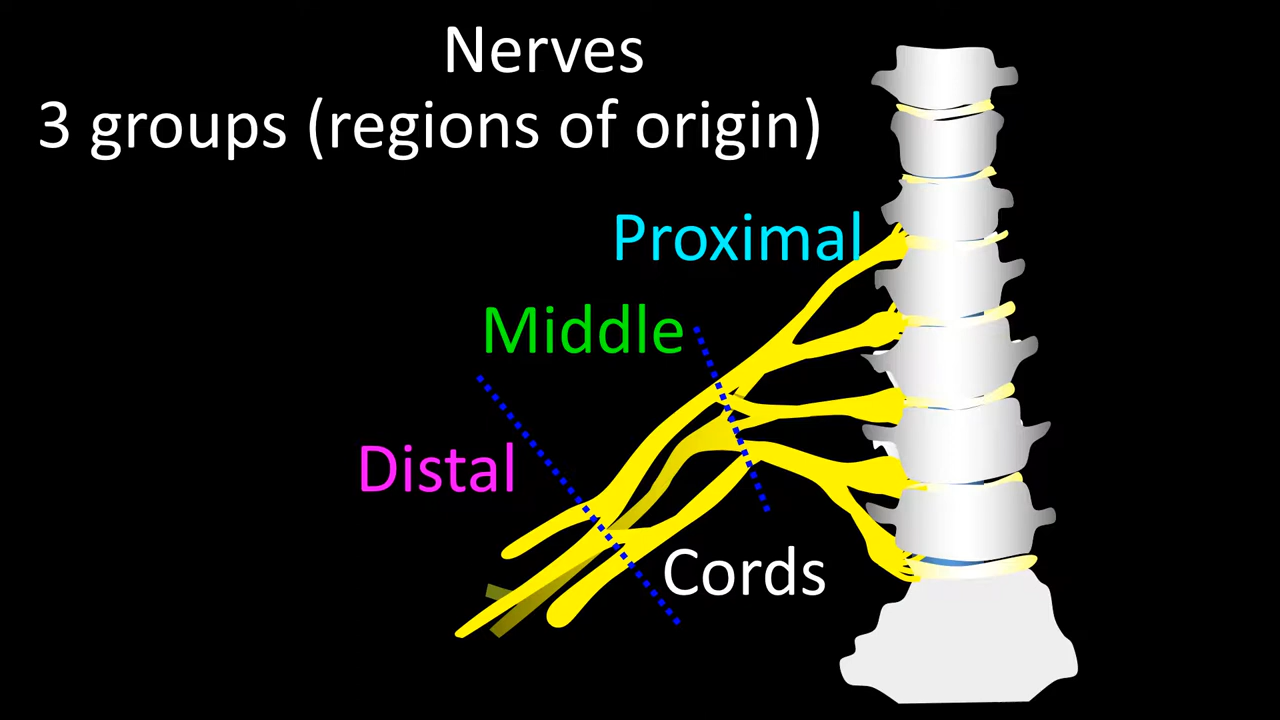 Nerves
3 groups (regions of origin)
Proximal
Middle
Distal
Cords